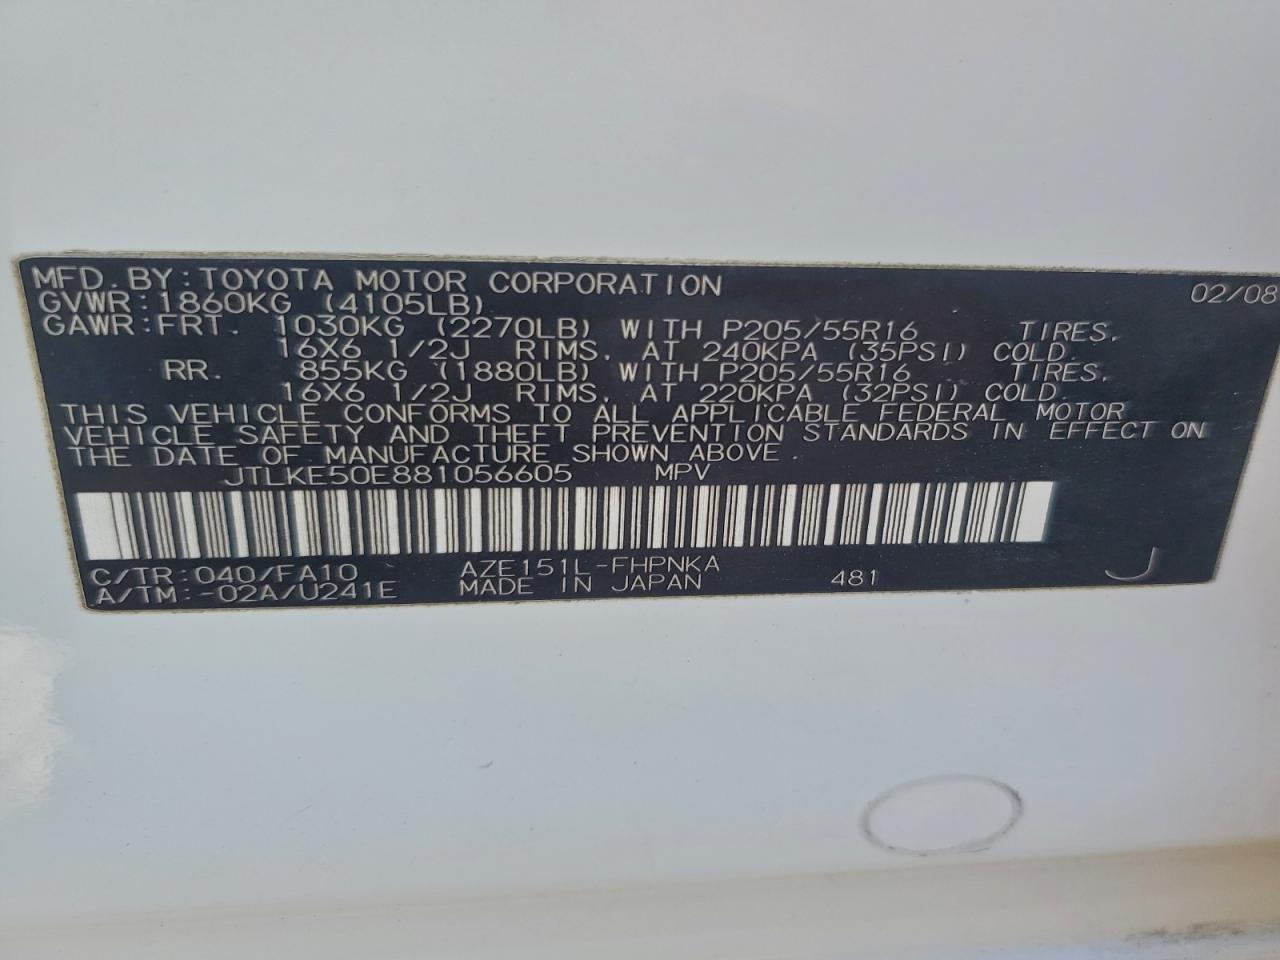 MFD. BY: TOYOTA MOTOR CORPORATION 02/08
GVWR: 1860KG (4105LB)
GAWR: FRT. 1030KG (2270LB) WITH P205/55R16 TIRES.
16X6 1/2J RIMS. AT 240KPA (35PSI) COLD.
RR. 855KG (1880LB) WITH P205/55R16 TIRES.
16X6 1/2J RIMS. AT 220KPA (32PSI) COLD.
THIS VEHICLE CONFORMS TO ALL APPLICABLE FEDERAL MOTOR
VEHICLE SAFETY AND THEFT PREVENTION STANDARDS IN EFFECT ON
THE DATE OF MANUFACTURE SHOWN ABOVE.
JTLKE50E881056605 MPV
C/TR: 040/FA10 AZE151L-FHPNKA
A/TM: -02A/U241E MADE IN JAPAN 481 J